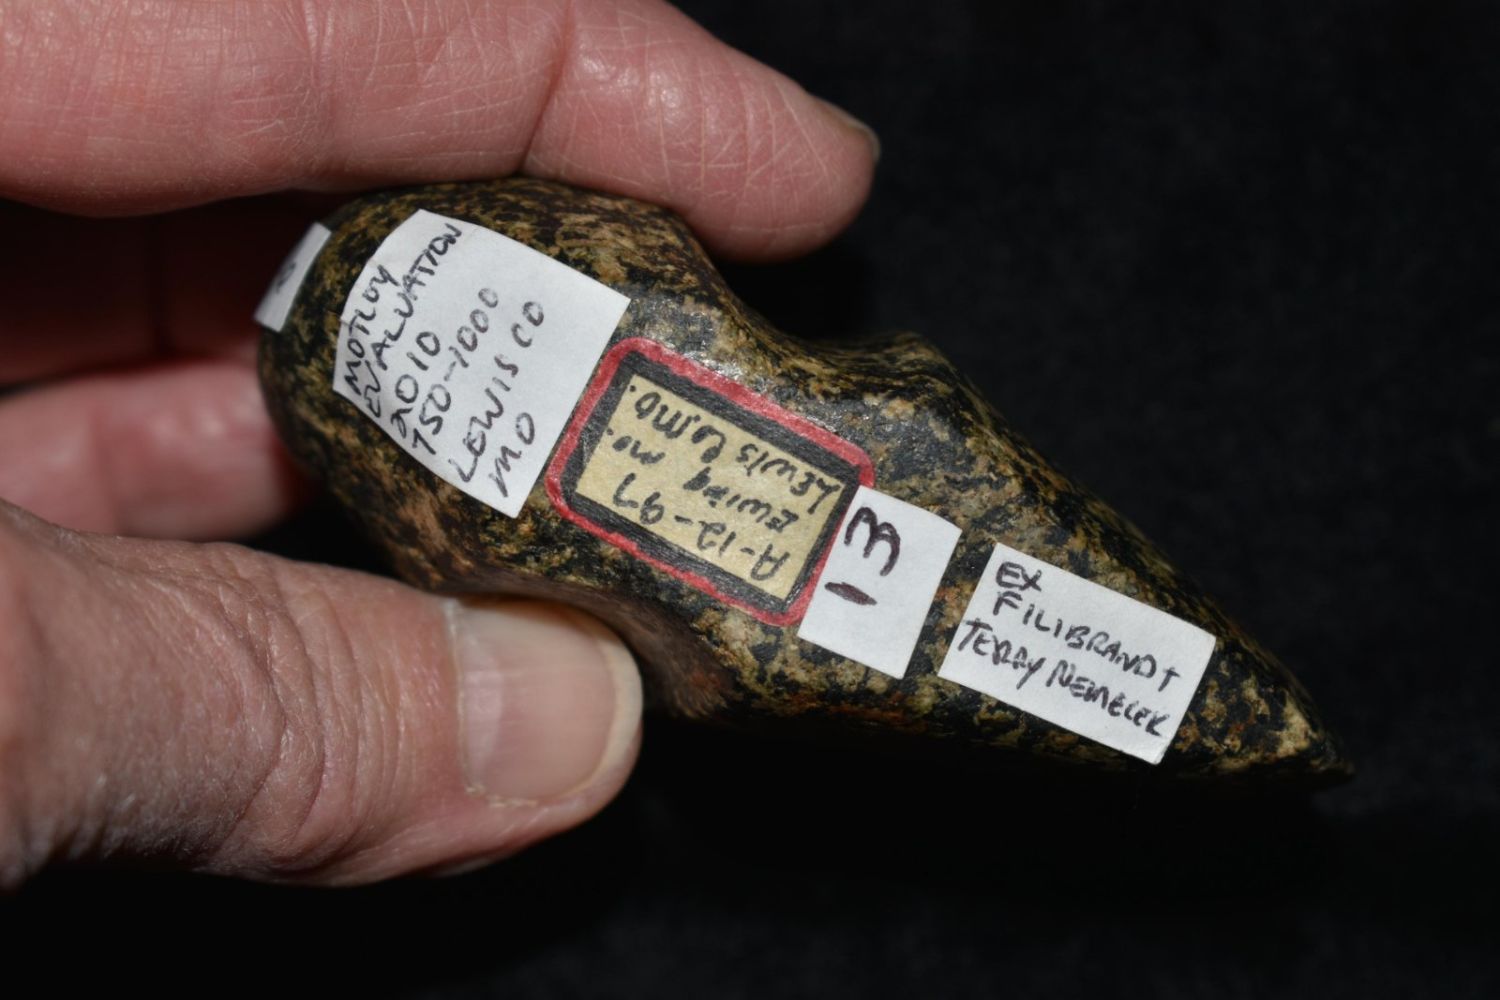 MOTLEY
EVALUATION
2010
750-1000
LEWIS CO
MO
A-12-97
EWING MO.
LEWIS CO. MO.
13
EX
FILIBRANDT
TERRY NEMECEK